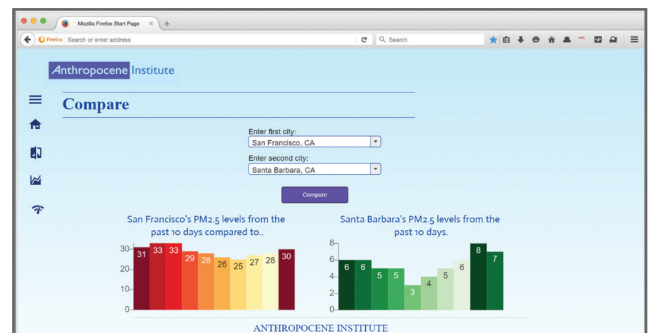 Mozilla Firefox Start Page
Firefox
Search or enter address
Search
Anthropocene Institute
Compare
Enter first city:
San Francisco, CA
Enter second city:
Santa Barbara, CA
Compare
San Francisco's PM2.5 levels from the
past 10 days compared to..
Santa Barbara's PM2.5 levels from the
past 10 days.
30
20
10
0
31 33 33 29 28 26 25 27 28 30
8
6
4
2
0
6 6 5 5 3 4 5 6 8 7
ANTHROPOCENE INSTITUTE